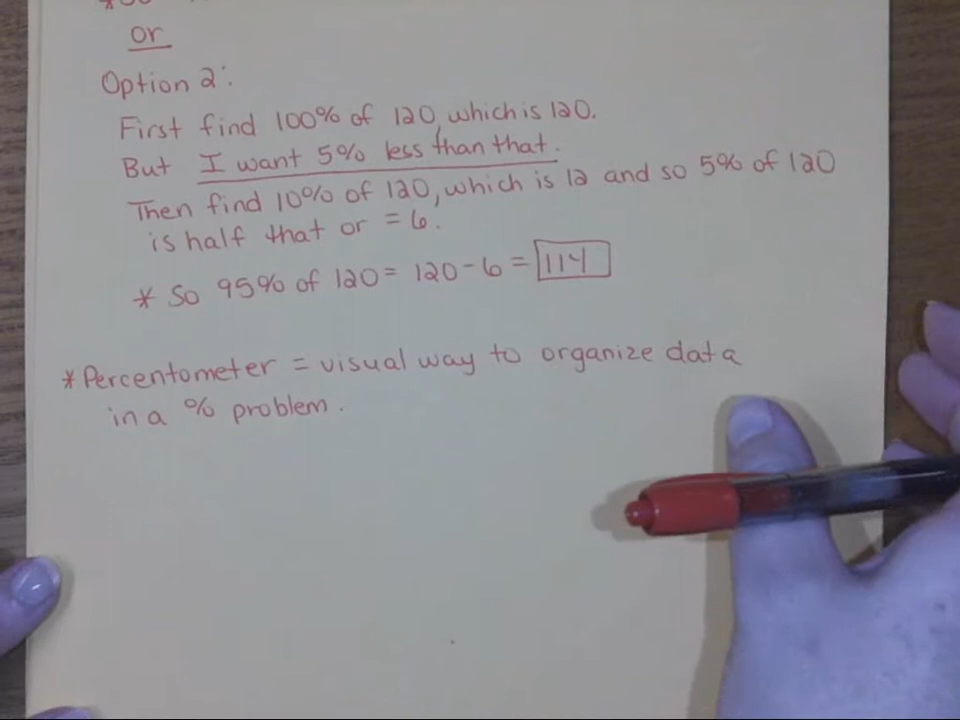 or
Option 2:
First find 100% of 120, which is 120.
But I want 5% less than that.
Then find 10% of 120, which is 12 and so 5% of 120
is half that or = 6.
* So 95% of 120 = 120 - 6 = 114
* Percentometer = visual way to organize data
in a % problem.